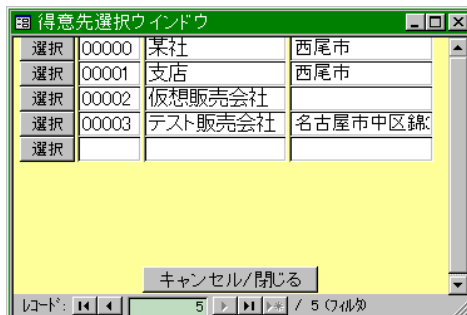 得意先選択ウインドウ
選択 00000 某社 西尾市
選択 00001 支店 西尾市
選択 00002 仮想販売会社
選択 00003 テスト販売会社 名古屋市中区錦
選択
キャンセル/閉じる
ﾚｺｰﾄﾞ: 5 / 5 (ﾌｨﾙﾀ)